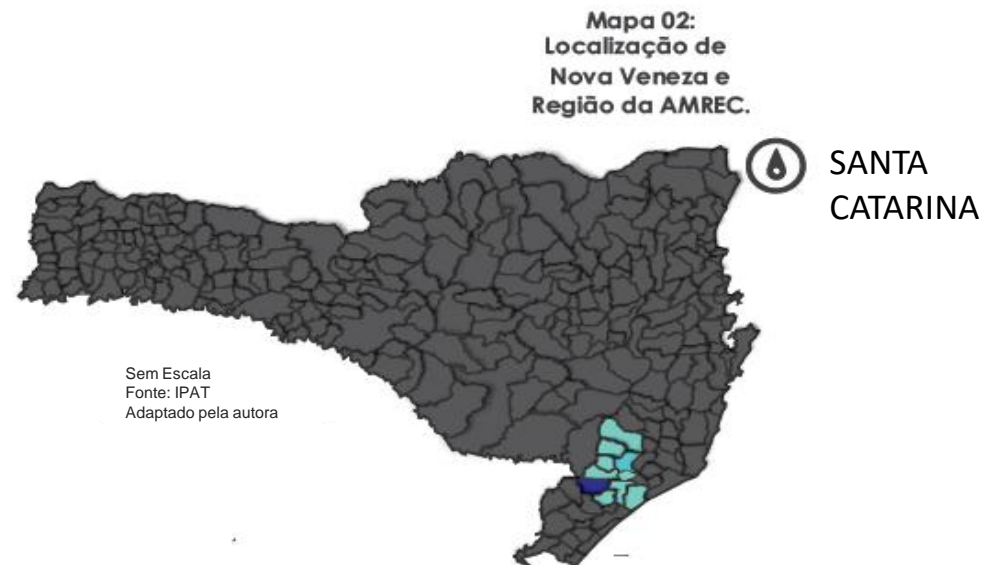 Mapa 02:
Localização de
Nova Veneza e
Região da AMREC.
SANTA
CATARINA
Sem Escala
Fonte: IPAT
Adaptado pela autora